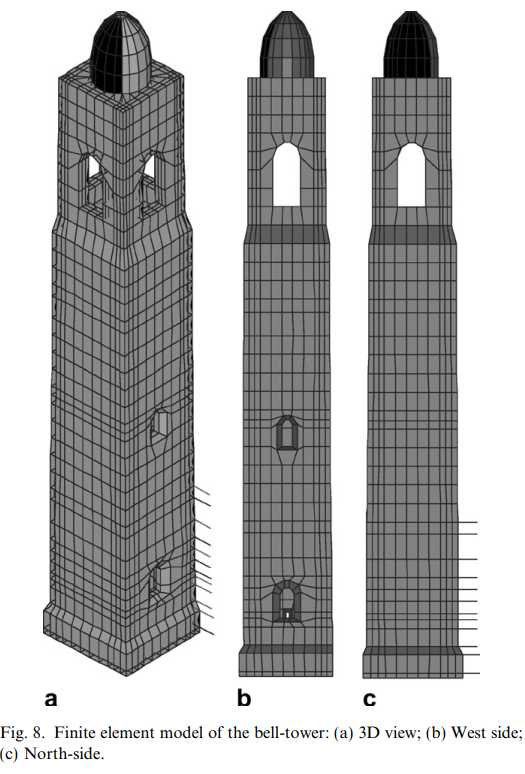 a b c
Fig. 8. Finite element model of the bell-tower: (a) 3D view; (b) West side;
(c) North-side.